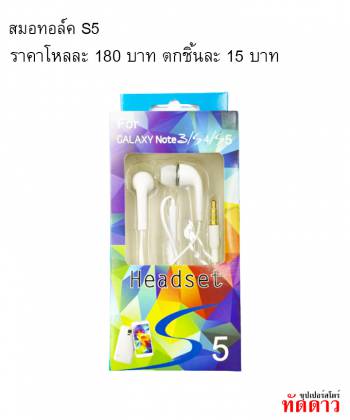 สมอทอล์ค S5
ราคาโหลละ 180 บาท ตกชิ้นละ 15 บาท
For
GALAXY Note3/S4/S5
Headset
S
5
ซุปเปอร์สโตร์
ทัดดาว